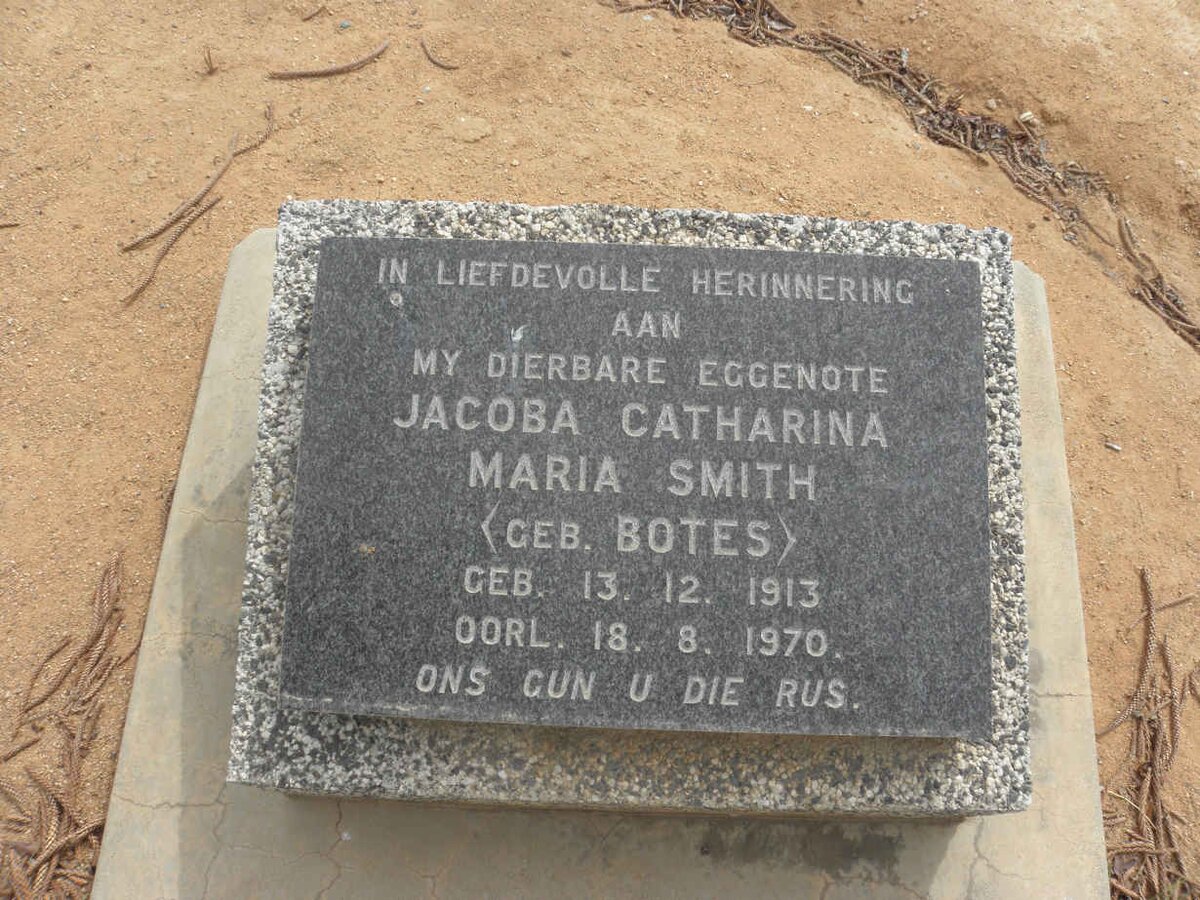 IN LIEFDEVOLLE HERINNERING
AAN
MY DIERBARE EGGENOTE
JACOBA CATHARINA
MARIA SMITH
〈GEB. BOTES〉
GEB. 13. 12. 1913
OORL. 18. 8. 1970.
ONS GUN U DIE RUS.